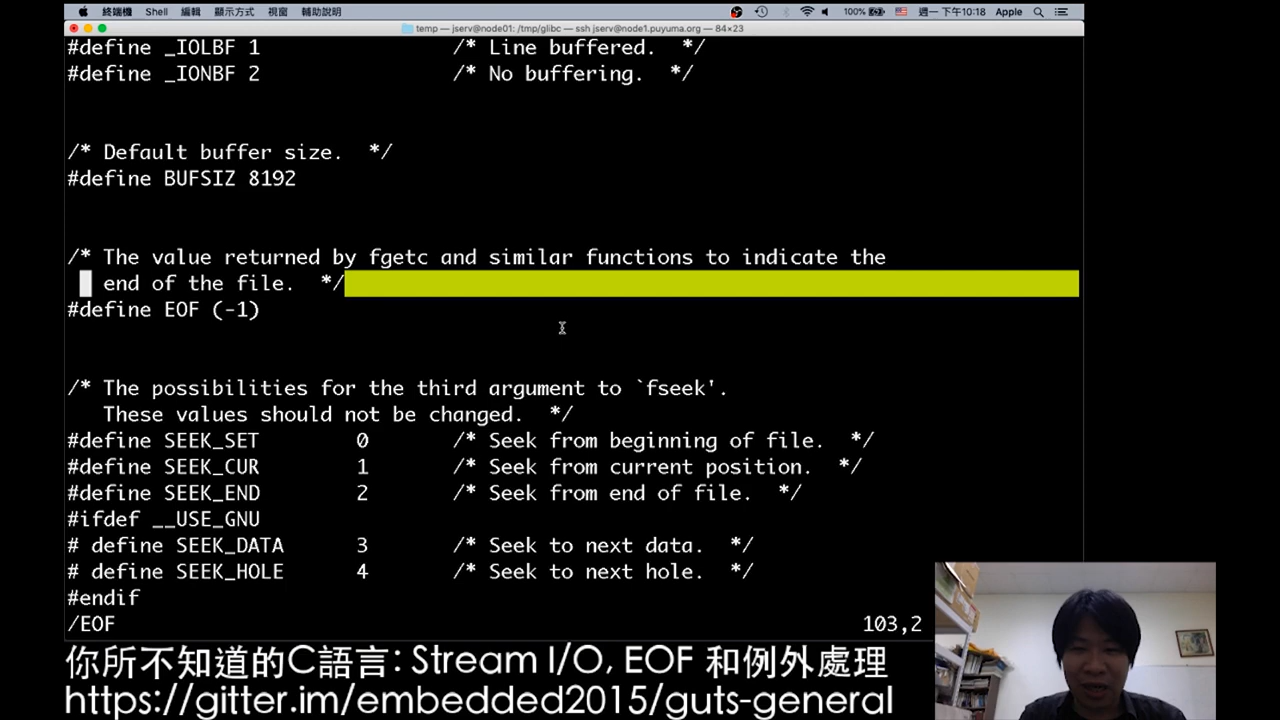 終端機 Shell 編輯 顯示方式 視窗 輔助說明 100% 週一 下午10:18 Apple
temp — jserv@node01: /tmp/glibc — ssh jserv@node1.puyuma.org — 84×23
#define _IOLBF 1 /* Line buffered. */
#define _IONBF 2 /* No buffering. */
/* Default buffer size. */
#define BUFSIZ 8192
/* The value returned by fgetc and similar functions to indicate the
end of the file. */
#define EOF (-1)
/* The possibilities for the third argument to `fseek'.
These values should not be changed. */
#define SEEK_SET 0 /* Seek from beginning of file. */
#define SEEK_CUR 1 /* Seek from current position. */
#define SEEK_END 2 /* Seek from end of file. */
#ifdef __USE_GNU
# define SEEK_DATA 3 /* Seek to next data. */
# define SEEK_HOLE 4 /* Seek to next hole. */
#endif
/EOF 103,2
你所不知道的C語言: Stream I/O, EOF 和例外處理
https://gitter.im/embedded2015/guts-general